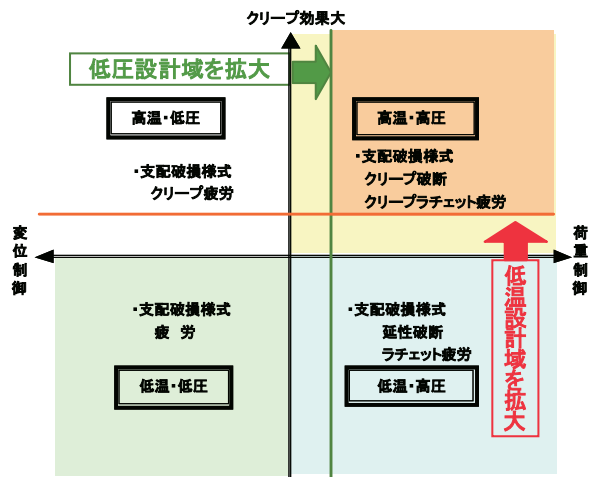 クリープ効果大
低圧設計域を拡大
高温・低圧
高温・高圧
・支配破損様式
クリープ疲労
・支配破損様式
クリープ破断
クリープラチェット疲労
変位制御
荷重制御
低温設計域を拡大
・支配破損様式
疲 労
・支配破損様式
延性破断
ラチェット疲労
低温・低圧
低温・高圧